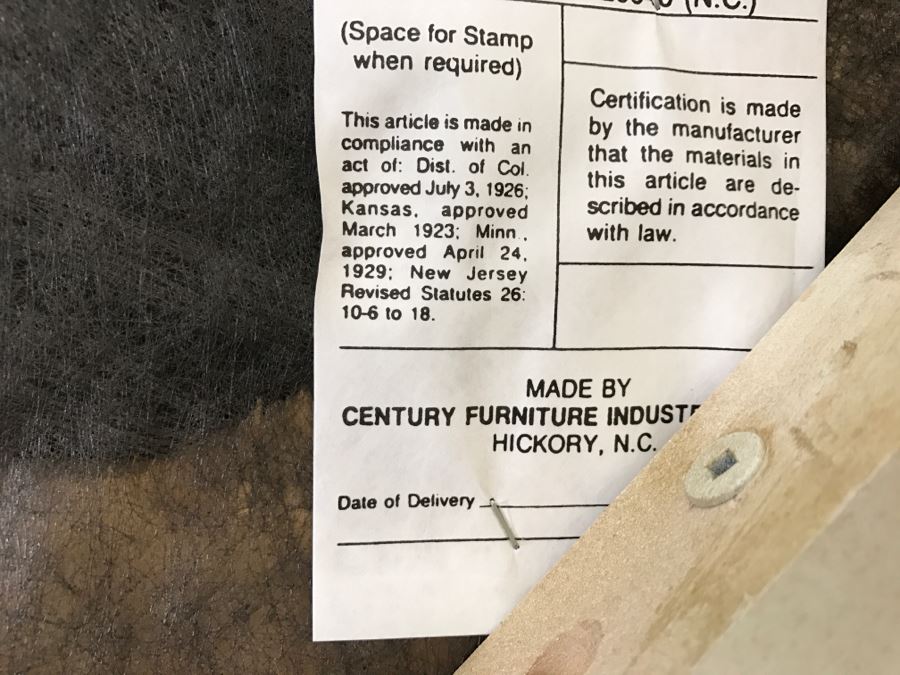 (N.C.)
(Space for Stamp
when required)
This article is made in
compliance with an
act of: Dist. of Col.
approved July 3, 1926;
Kansas, approved
March 1923; Minn.,
approved April 24,
1929; New Jersey
Revised Statutes 26:
10-6 to 18.
Certification is made
by the manufacturer
that the materials in
this article are de-
scribed in accordance
with law.
MADE BY
CENTURY FURNITURE
HICKORY, N.C.
Date of Delivery